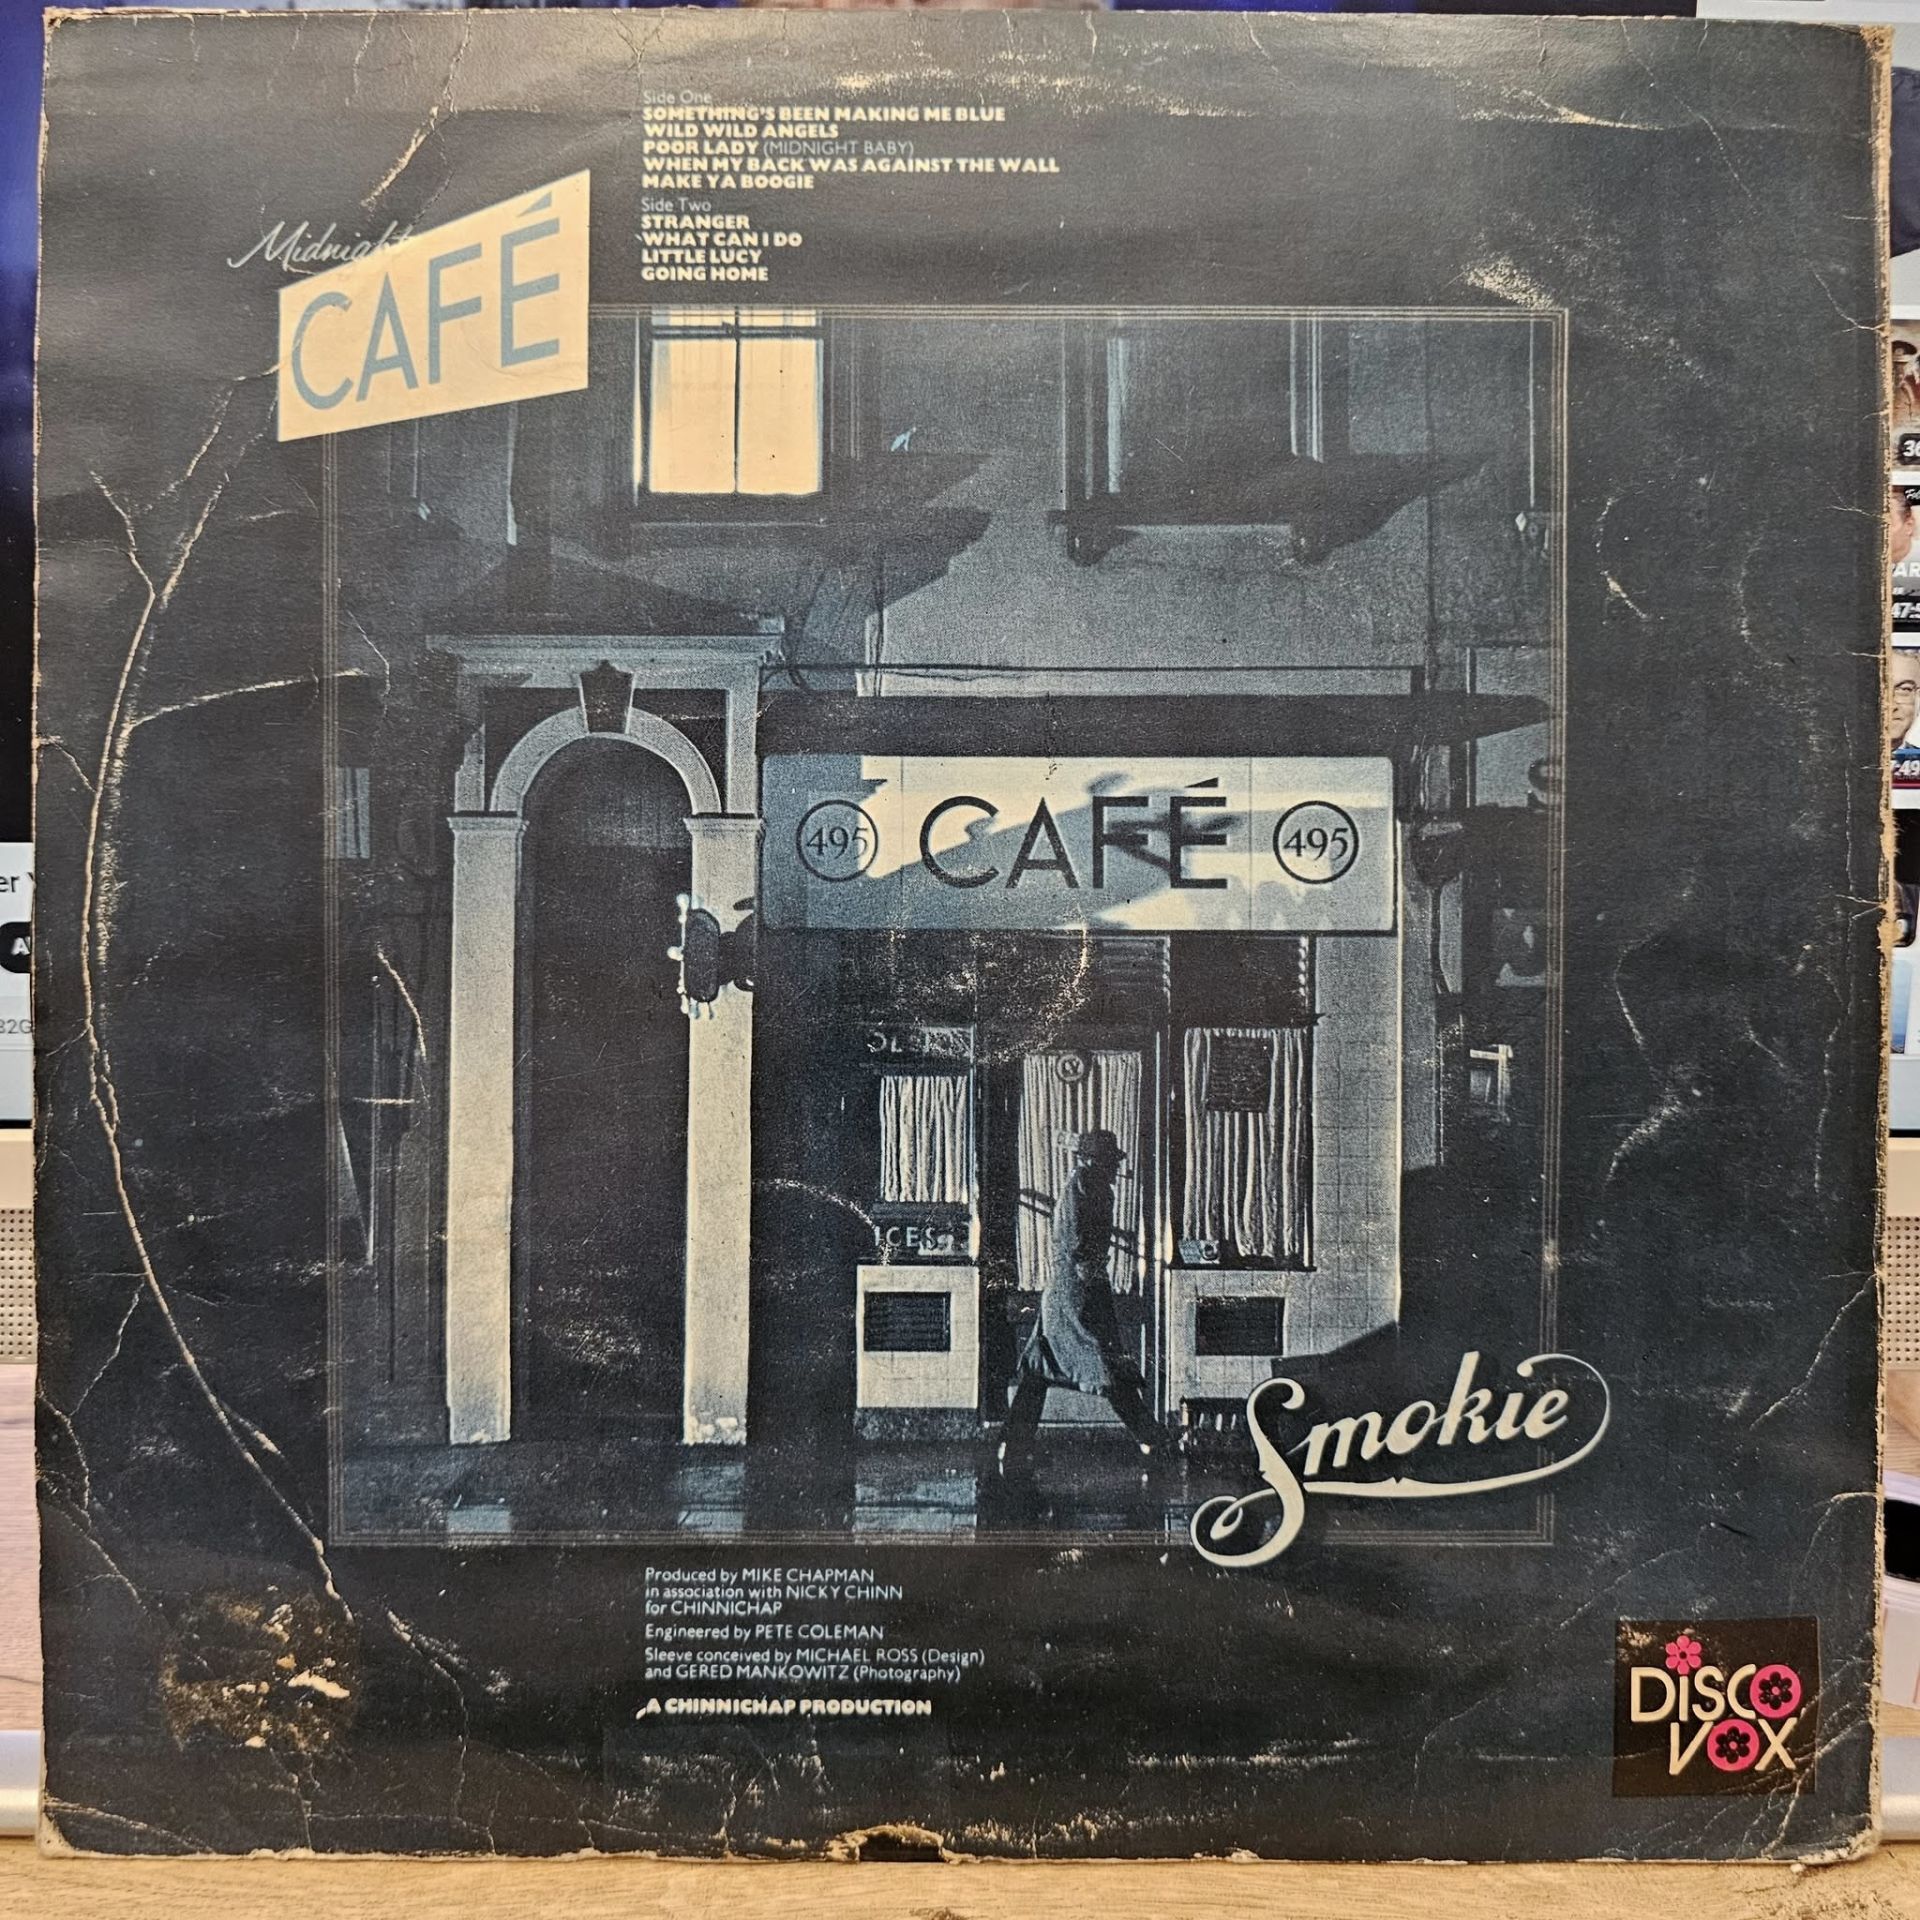 Side One
SOMETHING'S BEEN MAKING ME BLUE
WILD WILD ANGELS
POOR LADY (MIDNIGHT BABY)
WHEN MY BACK WAS AGAINST THE WALL
MAKE YA BOOGIE
Side Two
STRANGER
WHAT CAN I DO
LITTLE LUCY
GOING HOME
Midnight
CAFÉ
495 CAFÉ 495
ICES
Smokie
Produced by MIKE CHAPMAN
in association with NICKY CHINN
for CHINNICHAP
Engineered by PETE COLEMAN
Sleeve conceived by MICHAEL ROSS (Design)
and GERED MANKOWITZ (Photography)
A CHINNICHAP PRODUCTION
DISCO
VOX